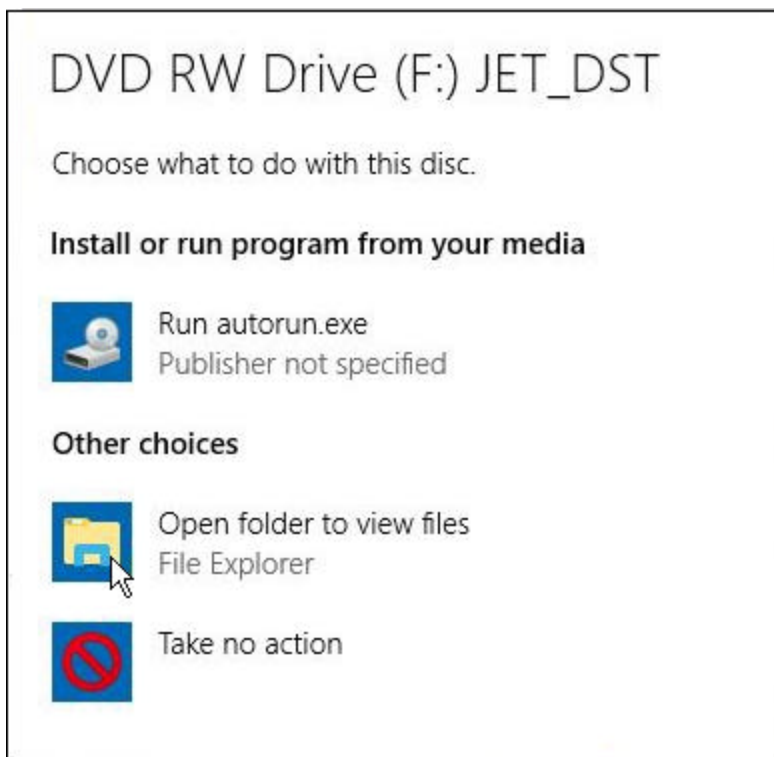 DVD RW Drive (F:) JET_DST
Choose what to do with this disc.
Install or run program from your media
Run autorun.exe
Publisher not specified
Other choices
Open folder to view files
File Explorer
Take no action